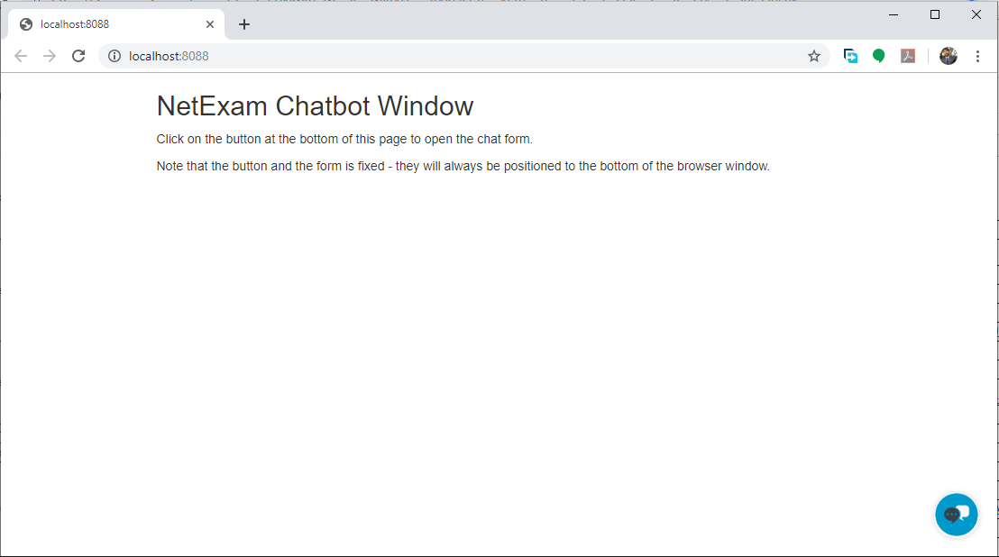 localhost:8088
localhost:8088
NetExam Chatbot Window
Click on the button at the bottom of this page to open the chat form.
Note that the button and the form is fixed - they will always be positioned to the bottom of the browser window.